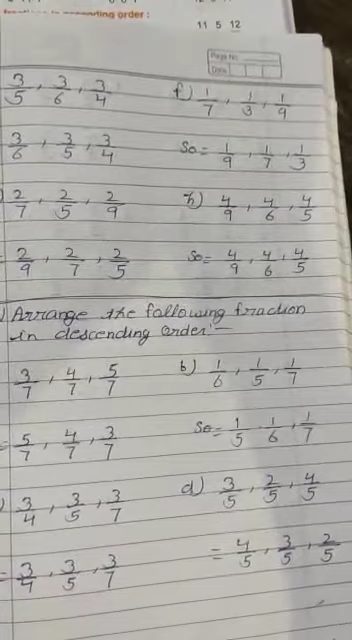 fractions in ascending order :
11 5 12
Page No.
Date
3/5 , 3/6 , 3/4 f) 1/7 , 1/3 , 1/9
3/6 , 3/5 , 3/4 So = 1/9 , 1/7 , 1/3
) 2/7 , 2/5 , 2/9 h) 4/9 , 4/6 , 4/5
= 2/9 , 2/7 , 2/5 So = 4/9 , 4/6 , 4/5
Arrange the following fraction
in descending order:-
3/7 , 4/7 , 5/7 b) 1/6 , 1/5 , 1/7
= 5/7 , 4/7 , 3/7 So = 1/5 , 1/6 , 1/7
) 3/4 , 3/5 , 3/7 d) 3/5 , 2/5 , 4/5
= 3/4 , 3/5 , 3/7 = 4/5 , 3/5 , 2/5